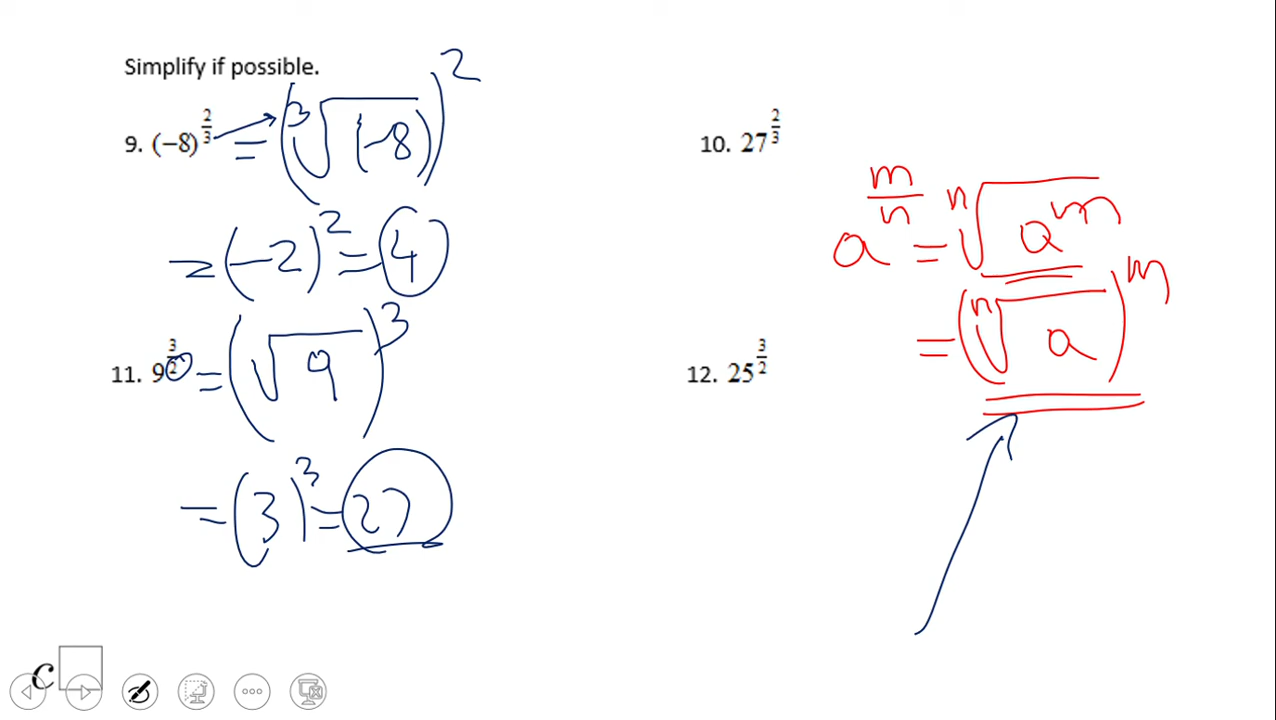 Simplify if possible.
9. (-8)^{2/3} = (∛(-8))^2
= (-2)^2 = 4
11. 9^{3/2} = (√9)^3
= (3)^3 = 27
10. 27^{2/3}
a^{m/n} = ⁿ√a^m
= (ⁿ√a)^m
12. 25^{3/2}
c